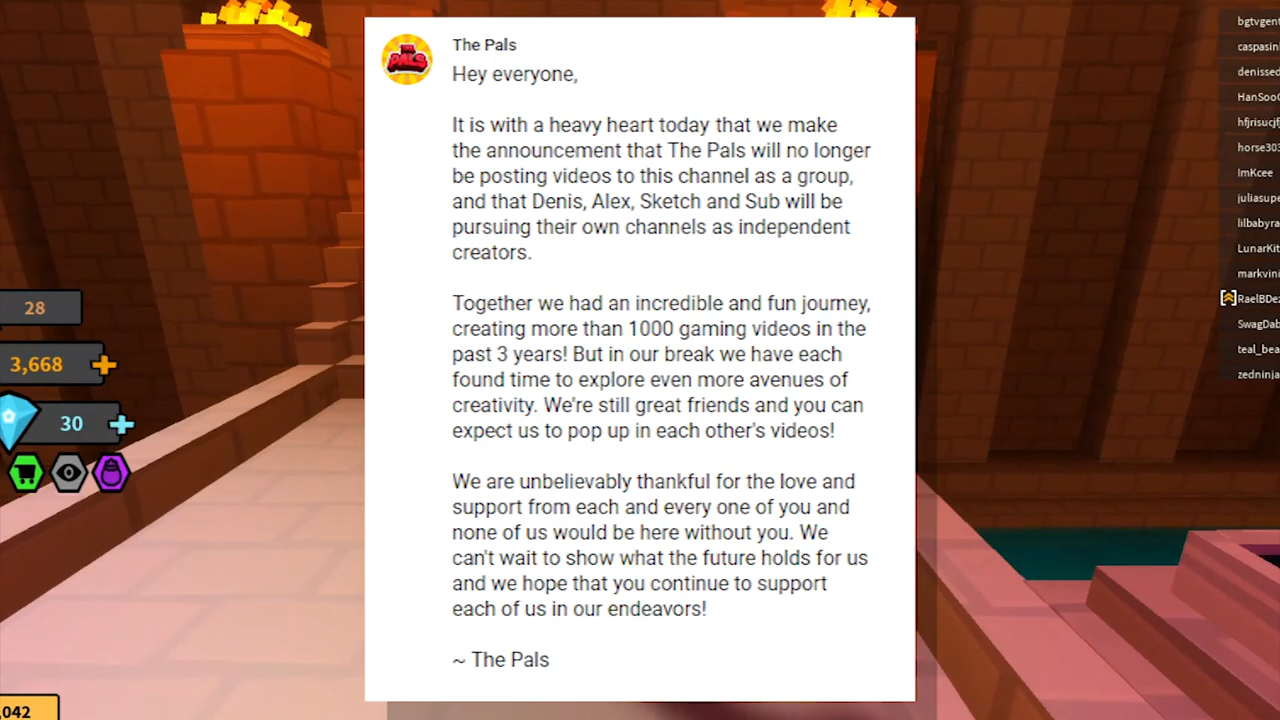 The Pals
Hey everyone,
It is with a heavy heart today that we make
the announcement that The Pals will no longer
be posting videos to this channel as a group,
and that Denis, Alex, Sketch and Sub will be
pursuing their own channels as independent
creators.
Together we had an incredible and fun journey,
creating more than 1000 gaming videos in the
past 3 years! But in our break we have each
found time to explore even more avenues of
creativity. We're still great friends and you can
expect us to pop up in each other's videos!
We are unbelievably thankful for the love and
support from each and every one of you and
none of us would be here without you. We
can't wait to show what the future holds for us
and we hope that you continue to support
each of us in our endeavors!
~ The Pals
THE PALS
28
3,668
30
,042
bgtvgent
caspasin
denissed
HanSoo
hfjrisucjf
horse303
ImKcee
juliasupe
lilbabyra
LunarKit
markvini
RaelBDez
SwagDab
teal_bea
zedninja